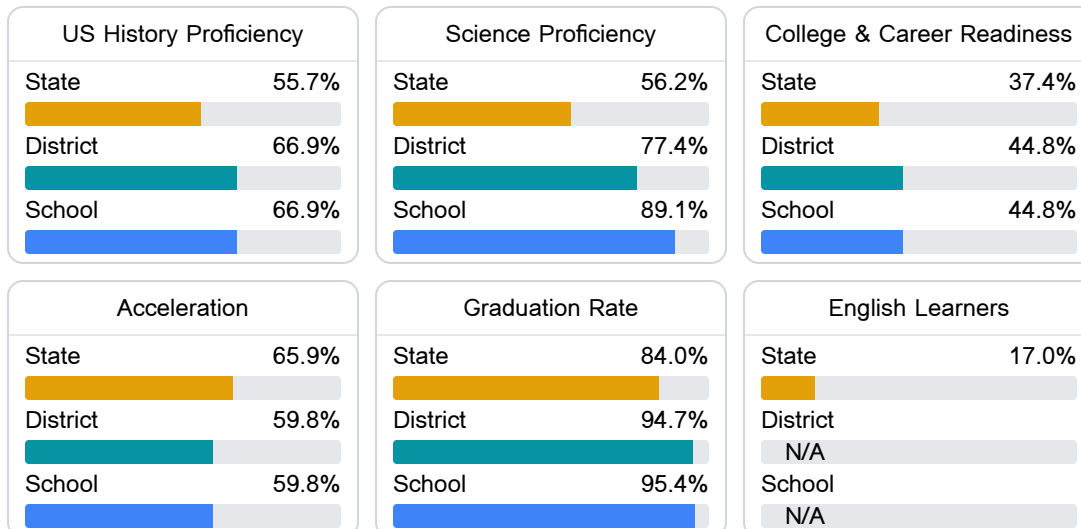 US History Proficiency
State 55.7%
District 66.9%
School 66.9%
Science Proficiency
State 56.2%
District 77.4%
School 89.1%
College & Career Readiness
State 37.4%
District 44.8%
School 44.8%
Acceleration
State 65.9%
District 59.8%
School 59.8%
Graduation Rate
State 84.0%
District 94.7%
School 95.4%
English Learners
State 17.0%
District
N/A
School
N/A